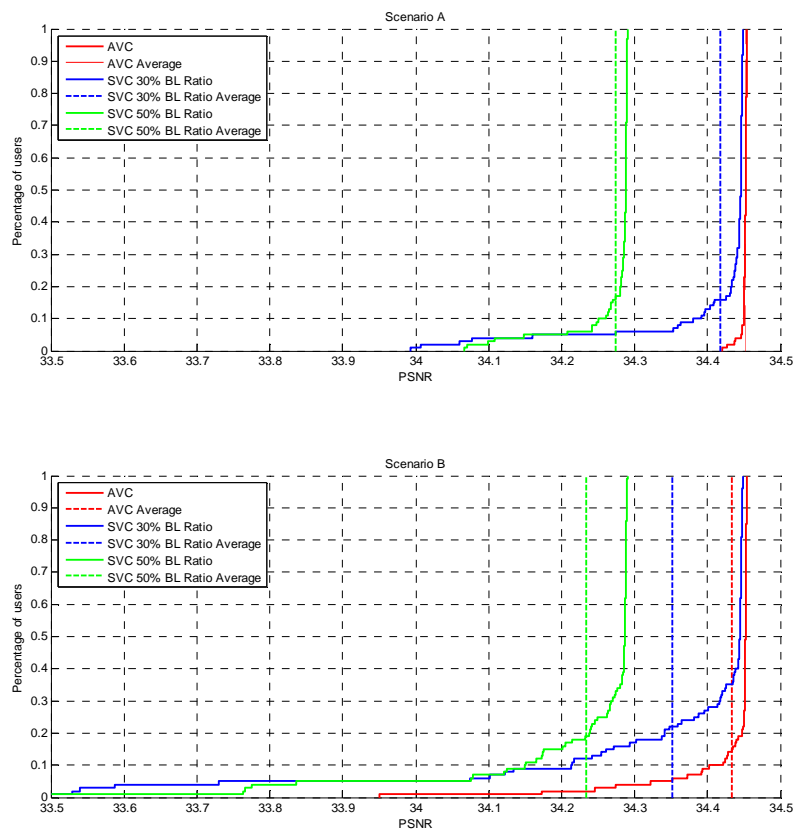 Scenario A
1
0.9
0.8
0.7
0.6
0.5
0.4
0.3
0.2
0.1
0
Percentage of users
AVC
AVC Average
SVC 30% BL Ratio
SVC 30% BL Ratio Average
SVC 50% BL Ratio
SVC 50% BL Ratio Average
33.5 33.6 33.7 33.8 33.9 34 34.1 34.2 34.3 34.4 34.5
PSNR
Scenario B
1
0.9
0.8
0.7
0.6
0.5
0.4
0.3
0.2
0.1
0
Percentage of users
AVC
AVC Average
SVC 30% BL Ratio
SVC 30% BL Ratio Average
SVC 50% BL Ratio
SVC 50% BL Ratio Average
33.5 33.6 33.7 33.8 33.9 34 34.1 34.2 34.3 34.4 34.5
PSNR